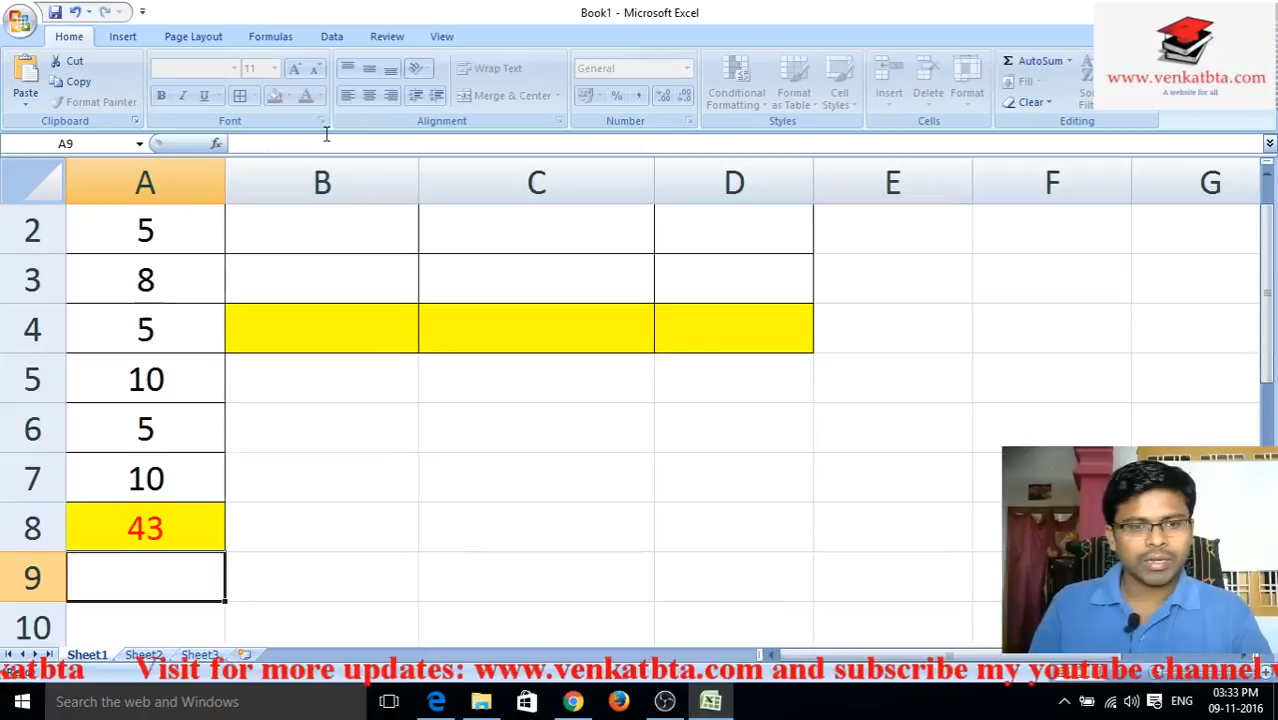 Book1 - Microsoft Excel
Home Insert Page Layout Formulas Data Review View
Cut
Copy
Format Painter
Paste
Clipboard
11
Font
Wrap Text
Merge & Center
Alignment
General
Number
Conditional Formatting
Format as Table
Cell Styles
Styles
Insert Delete Format
Cells
AutoSum
Fill
Clear
Editing
www.venkatbta.com
A website for all
A9
fx
A B C D E F G
2 5
3 8
4 5
5 10
6 5
7 10
8 43
9
10
Sheet1 Sheet2 Sheet3
katbta Visit for more updates: www.venkatbta.com and subscribe my youtube channel
Search the web and Windows
ENG
03:33 PM
09-11-2016